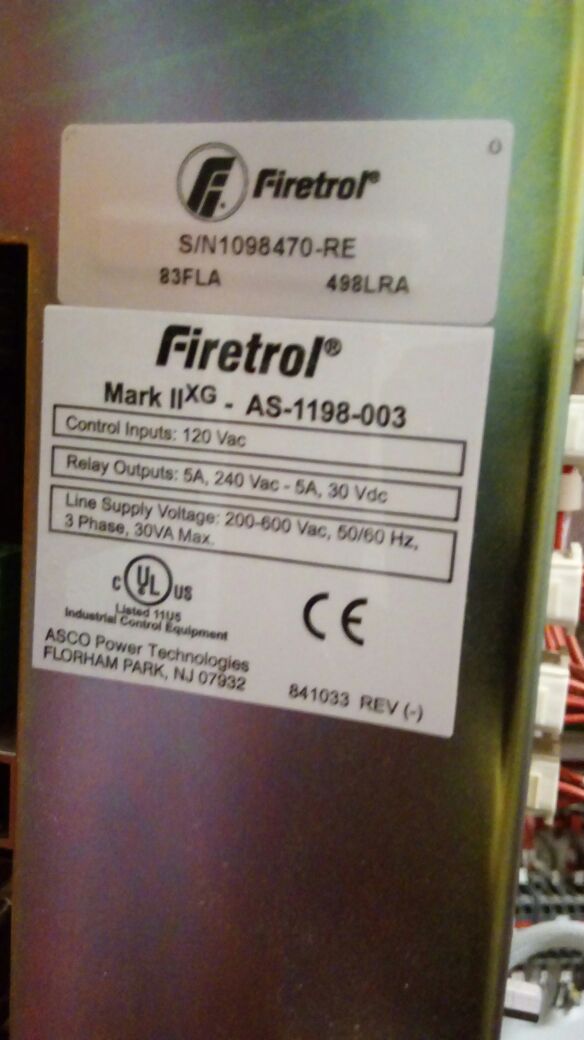 Firetrol®
S/N1098470-RE
83FLA 498LRA
Firetrol®
Mark IIXG - AS-1198-003
Control Inputs: 120 Vac
Relay Outputs: 5A, 240 Vac - 5A, 30 Vdc
Line Supply Voltage: 200-600 Vac, 50/60 Hz,
3 Phase, 30VA Max.
C UL US
CE
Listed 11U5
Industrial Control Equipment
ASCO Power Technologies
FLORHAM PARK, NJ 07932
841033 REV (-)